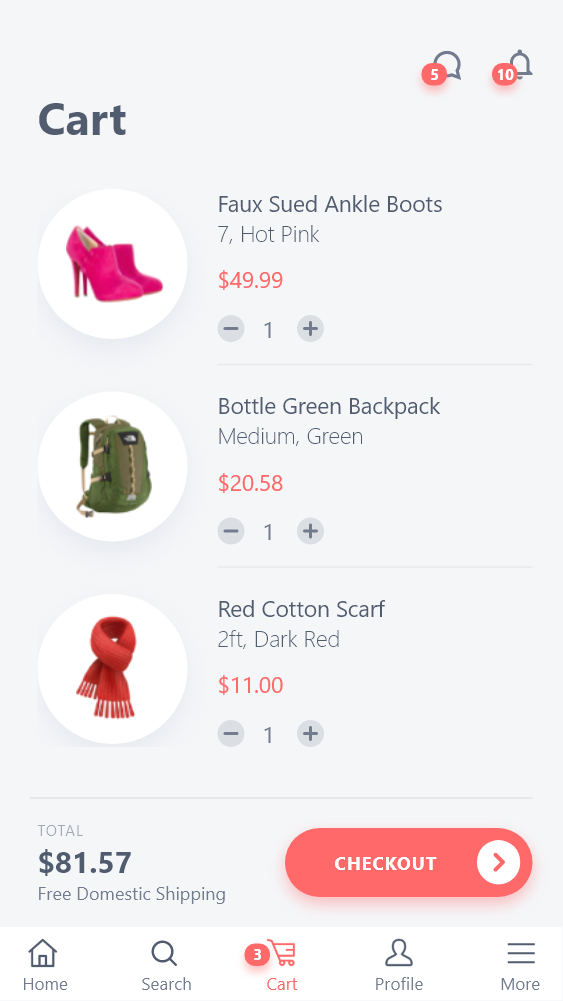 5
10
Cart
Faux Sued Ankle Boots
7, Hot Pink
$49.99
1
Bottle Green Backpack
Medium, Green
$20.58
1
Red Cotton Scarf
2ft, Dark Red
$11.00
1
TOTAL
$81.57
Free Domestic Shipping
CHECKOUT
3
Home
Search
Cart
Profile
More